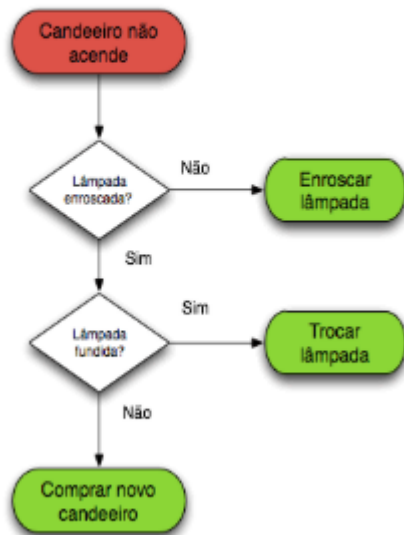 Candeeiro não
acende
Lâmpada
enroscada?
Não
Enroscar
lâmpada
Sim
Lâmpada
fundida?
Sim
Trocar
lâmpada
Não
Comprar novo
candeeiro